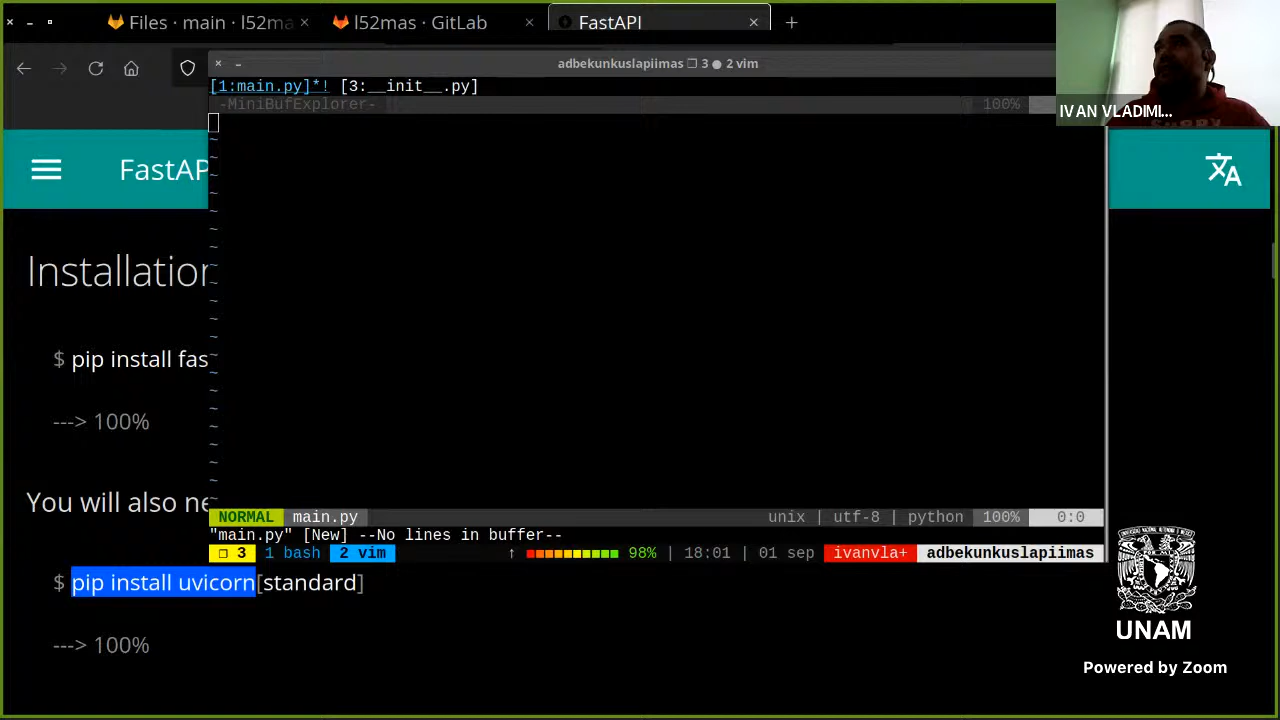 Files · main · l52ma
l52mas · GitLab
FastAPI
adbekunkuslapiimas ❐ 3 ● 2 vim
[1:main.py]*! [3:__init__.py]
-MiniBufExplorer- 100%
IVAN VLADIMI...
FastAP
Installation
$ pip install fas
---> 100%
You will also ne
NORMAL main.py unix | utf-8 | python 100% 0:0
"main.py" [New] --No lines in buffer--
❐ 3 1 bash 2 vim ↑ 98% | 18:01 | 01 sep ivanvla+ adbekunkuslapiimas
$ pip install uvicorn[standard]
---> 100%
UNAM
Powered by Zoom